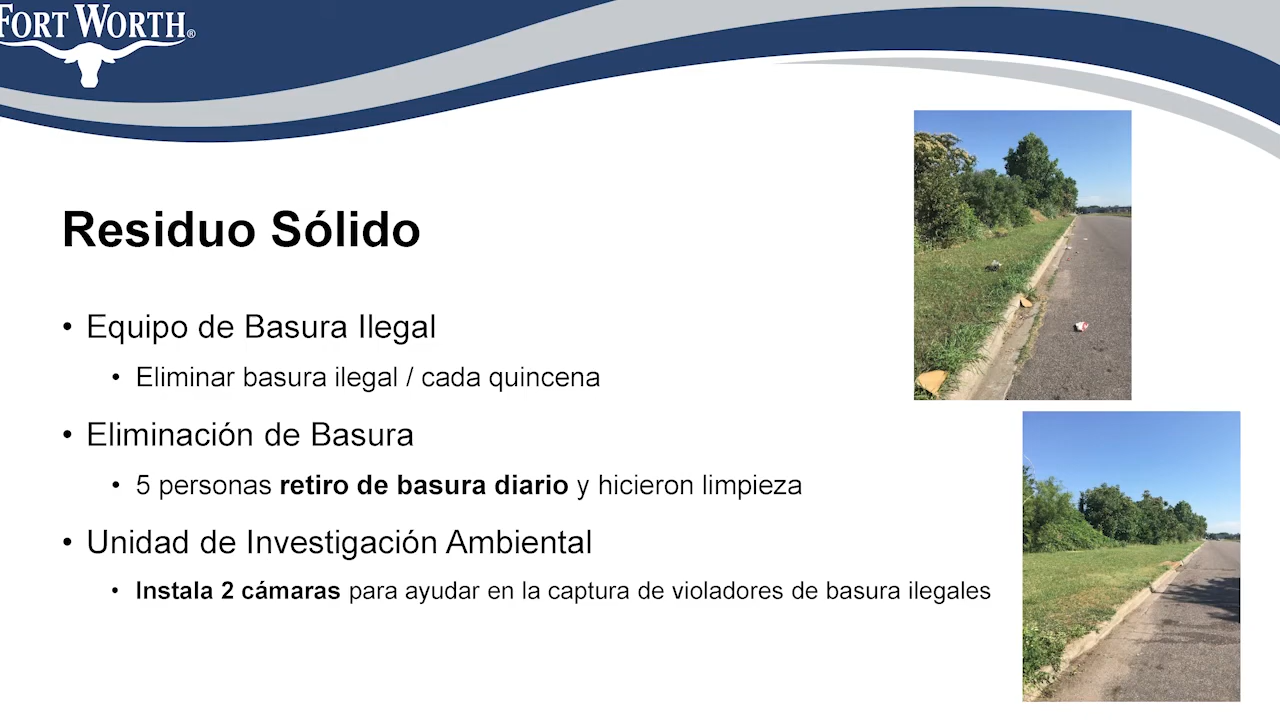 FORT WORTH®
Residuo Sólido
• Equipo de Basura Ilegal
• Eliminar basura ilegal / cada quincena
• Eliminación de Basura
• 5 personas retiro de basura diario y hicieron limpieza
• Unidad de Investigación Ambiental
• Instala 2 cámaras para ayudar en la captura de violadores de basura ilegales